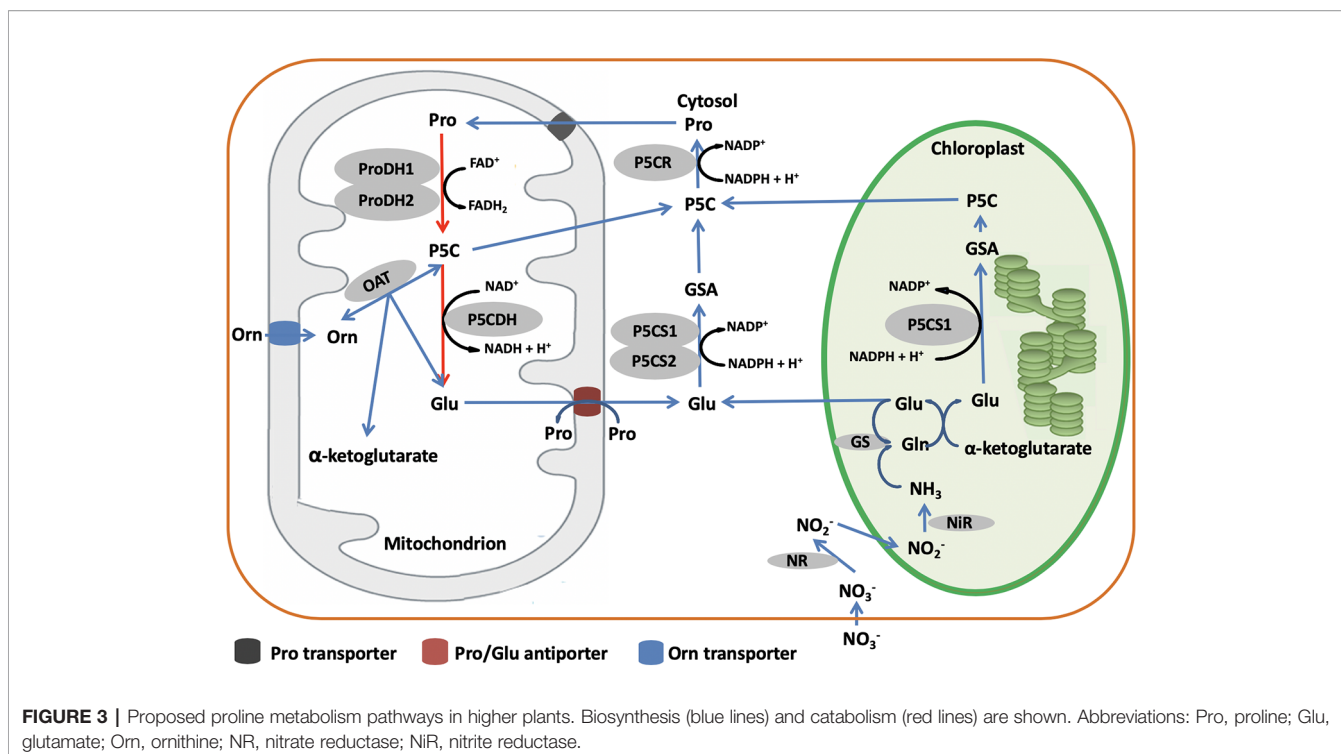 Cytosol
Pro
Pro
Chloroplast
ProDH1
ProDH2
FAD⁺
FADH₂
P5CR
NADP⁺
NADPH + H⁺
P5C
P5C
P5C
GSA
GSA
OAT
NAD⁺
P5CDH
NADH + H⁺
Orn
Orn
P5CS1
P5CS2
NADP⁺
NADPH + H⁺
NADP⁺
P5CS1
NADPH + H⁺
Glu
Glu
Glu
Glu
Pro
Pro
GS
Gln
α-ketoglutarate
α-ketoglutarate
NH₃
NiR
NO₂⁻
NO₂⁻
NR
NO₃⁻
NO₃⁻
Mitochondrion
Pro transporter
Pro/Glu antiporter
Orn transporter
FIGURE 3 | Proposed proline metabolism pathways in higher plants. Biosynthesis (blue lines) and catabolism (red lines) are shown. Abbreviations: Pro, proline; Glu,
glutamate; Orn, ornithine; NR, nitrate reductase; NiR, nitrite reductase.